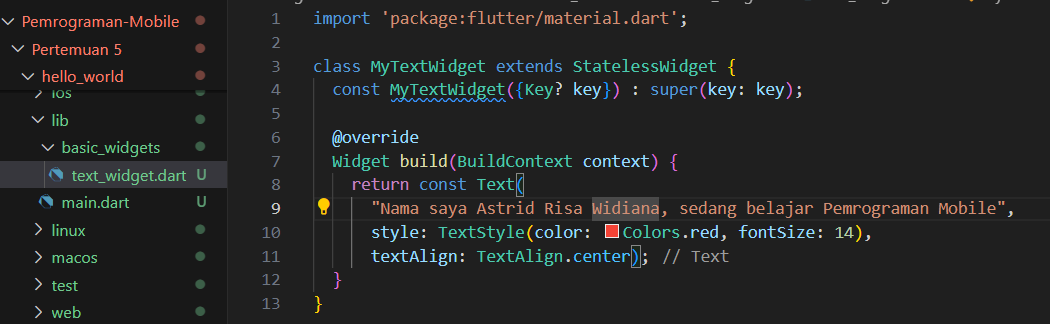 Pemrograman-Mobile
Pertemuan 5
hello_world
ios
lib
basic_widgets
text_widget.dart U
main.dart U
linux
macos
test
web
1 import 'package:flutter/material.dart';
2
3 class MyTextWidget extends StatelessWidget {
4 const MyTextWidget({Key? key}) : super(key: key);
5
6 @override
7 Widget build(BuildContext context) {
8 return const Text(
9 "Nama saya Astrid Risa Widiana, sedang belajar Pemrograman Mobile",
10 style: TextStyle(color: Colors.red, fontSize: 14),
11 textAlign: TextAlign.center); // Text
12 }
13 }